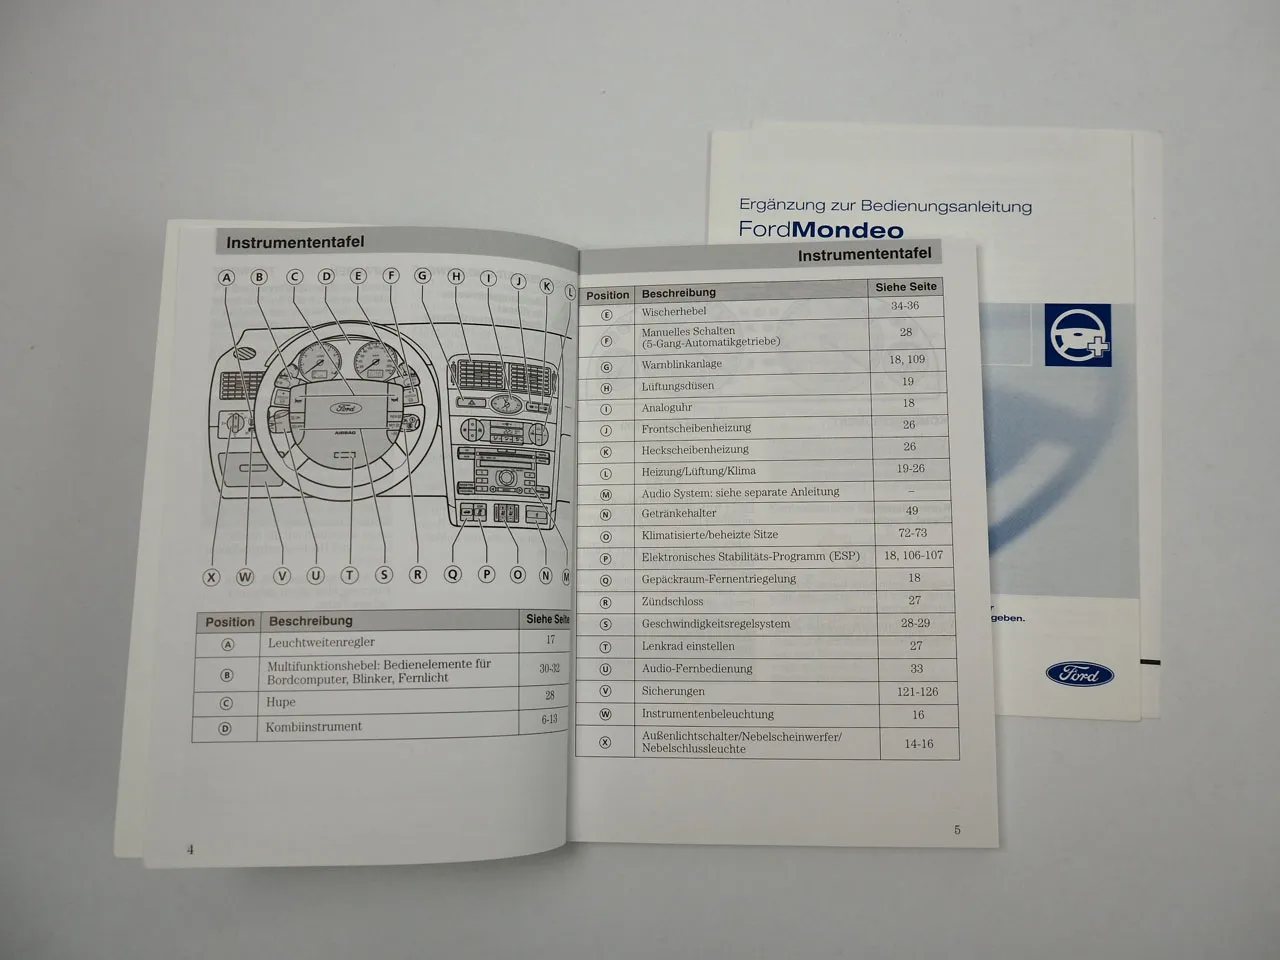 Ergänzung zur Bedienungsanleitung
FordMondeo
geben.
Ford
Instrumententafel
A B C D E F G H I J K L
Ford
AIRBAG
X W V U T S R Q P O N M
Position Beschreibung Siehe Seite
A Leuchtweitenregler 17
B Multifunktionshebel: Bedienelemente für
Bordcomputer, Blinker, Fernlicht 30-32
C Hupe 28
D Kombiinstrument 6-13
4
Instrumententafel
Position Beschreibung Siehe Seite
E Wischerhebel 34-36
F Manuelles Schalten
(5-Gang-Automatikgetriebe) 28
G Warnblinkanlage 18, 109
H Lüftungsdüsen 19
I Analoguhr 18
J Frontscheibenheizung 26
K Heckscheibenheizung 26
L Heizung/Lüftung/Klima 19-26
M Audio System: siehe separate Anleitung –
N Getränkehalter 49
O Klimatisierte/beheizte Sitze 72-73
P Elektronisches Stabilitäts-Programm (ESP) 18, 106-107
Q Gepäckraum-Fernentriegelung 18
R Zündschloss 27
S Geschwindigkeitsregelsystem 28-29
T Lenkrad einstellen 27
U Audio-Fernbedienung 33
V Sicherungen 121-126
W Instrumentenbeleuchtung 16
X Außenlichtschalter/Nebelscheinwerfer/
Nebelschlussleuchte 14-16
5